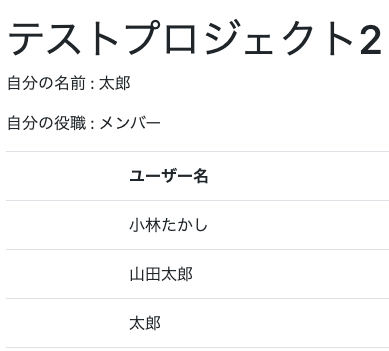 テストプロジェクト2
自分の名前 : 太郎
自分の役職 : メンバー
ユーザー名
小林たかし
山田太郎
太郎